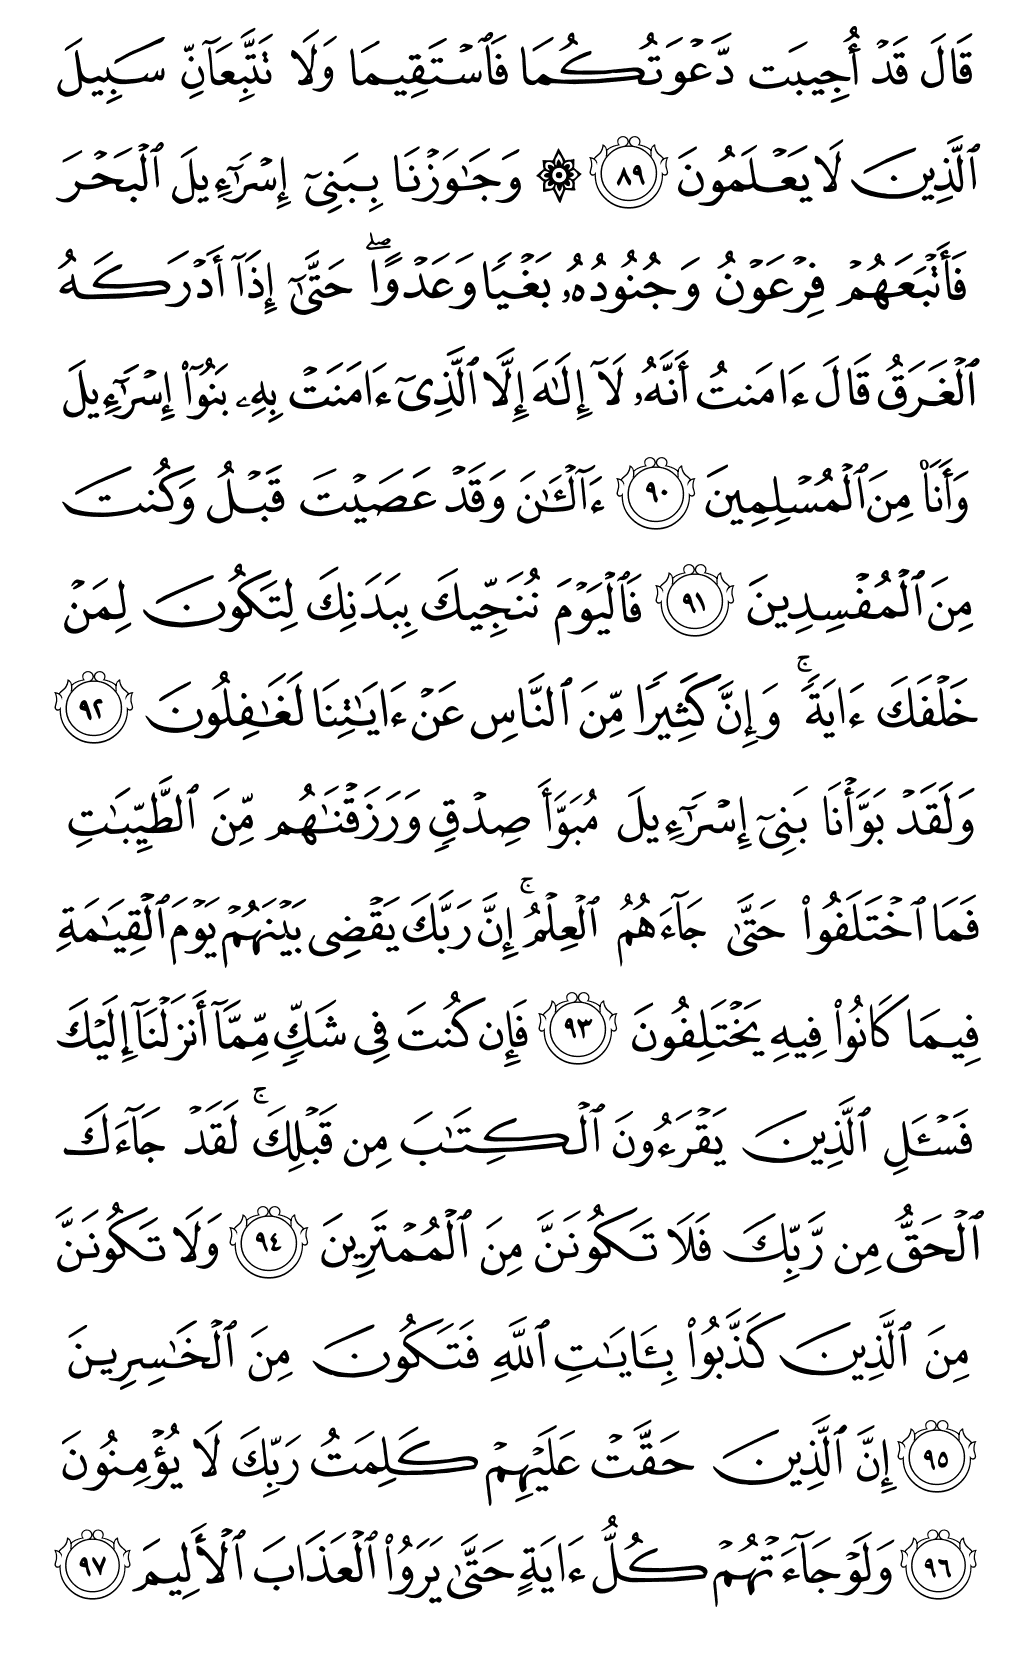 قَالَ قَدْ أُجِيبَت دَّعْوَتُكُمَا فَٱسْتَقِيمَا وَلَا تَتَّبِعَآنِّ سَبِيلَ
ٱلَّذِينَ لَا يَعْلَمُونَ ٨٩ ۞ وَجَٰوَزْنَا بِبَنِىٓ إِسْرَٰٓءِيلَ ٱلْبَحْرَ
فَأَتْبَعَهُمْ فِرْعَوْنُ وَجُنُودُهُۥ بَغْيًا وَعَدْوًا ۖ حَتَّىٰٓ إِذَآ أَدْرَكَهُ
ٱلْغَرَقُ قَالَ ءَامَنتُ أَنَّهُۥ لَآ إِلَٰهَ إِلَّا ٱلَّذِىٓ ءَامَنَتْ بِهِۦ بَنُوٓا۟ إِسْرَٰٓءِيلَ
وَأَنَا۠ مِنَ ٱلْمُسْلِمِينَ ٩٠ ءَآلْـَٰٔنَ وَقَدْ عَصَيْتَ قَبْلُ وَكُنتَ
مِنَ ٱلْمُفْسِدِينَ ٩١ فَٱلْيَوْمَ نُنَجِّيكَ بِبَدَنِكَ لِتَكُونَ لِمَنْ
خَلْفَكَ ءَايَةً ۚ وَإِنَّ كَثِيرًا مِّنَ ٱلنَّاسِ عَنْ ءَايَٰتِنَا لَغَٰفِلُونَ ٩٢
وَلَقَدْ بَوَّأْنَا بَنِىٓ إِسْرَٰٓءِيلَ مُبَوَّأَ صِدْقٍ وَرَزَقْنَٰهُم مِّنَ ٱلطَّيِّبَٰتِ
فَمَا ٱخْتَلَفُوا۟ حَتَّىٰ جَآءَهُمُ ٱلْعِلْمُ ۚ إِنَّ رَبَّكَ يَقْضِى بَيْنَهُمْ يَوْمَ ٱلْقِيَٰمَةِ
فِيمَا كَانُوا۟ فِيهِ يَخْتَلِفُونَ ٩٣ فَإِن كُنتَ فِى شَكٍّ مِّمَّآ أَنزَلْنَآ إِلَيْكَ
فَسْـَٔلِ ٱلَّذِينَ يَقْرَءُونَ ٱلْكِتَٰبَ مِن قَبْلِكَ ۚ لَقَدْ جَآءَكَ
ٱلْحَقُّ مِن رَّبِّكَ فَلَا تَكُونَنَّ مِنَ ٱلْمُمْتَرِينَ ٩٤ وَلَا تَكُونَنَّ
مِنَ ٱلَّذِينَ كَذَّبُوا۟ بِـَٔايَٰتِ ٱللَّهِ فَتَكُونَ مِنَ ٱلْخَٰسِرِينَ
٩٥ إِنَّ ٱلَّذِينَ حَقَّتْ عَلَيْهِمْ كَلِمَتُ رَبِّكَ لَا يُؤْمِنُونَ
٩٦ وَلَوْ جَآءَتْهُمْ كُلُّ ءَايَةٍ حَتَّىٰ يَرَوُا۟ ٱلْعَذَابَ ٱلْأَلِيمَ ٩٧